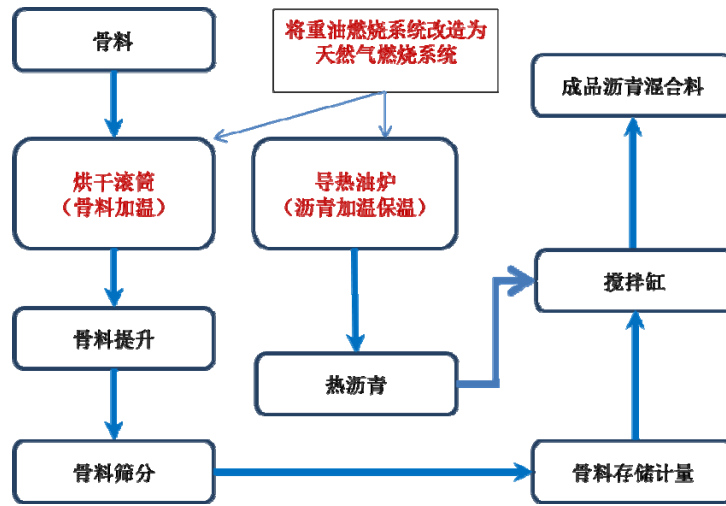 骨料
将重油燃烧系统改造为
天然气燃烧系统
成品沥青混合料
烘干滚筒
（骨料加温）
导热油炉
（沥青加温保温）
搅拌缸
骨料提升
热沥青
骨料筛分
骨料存储计量